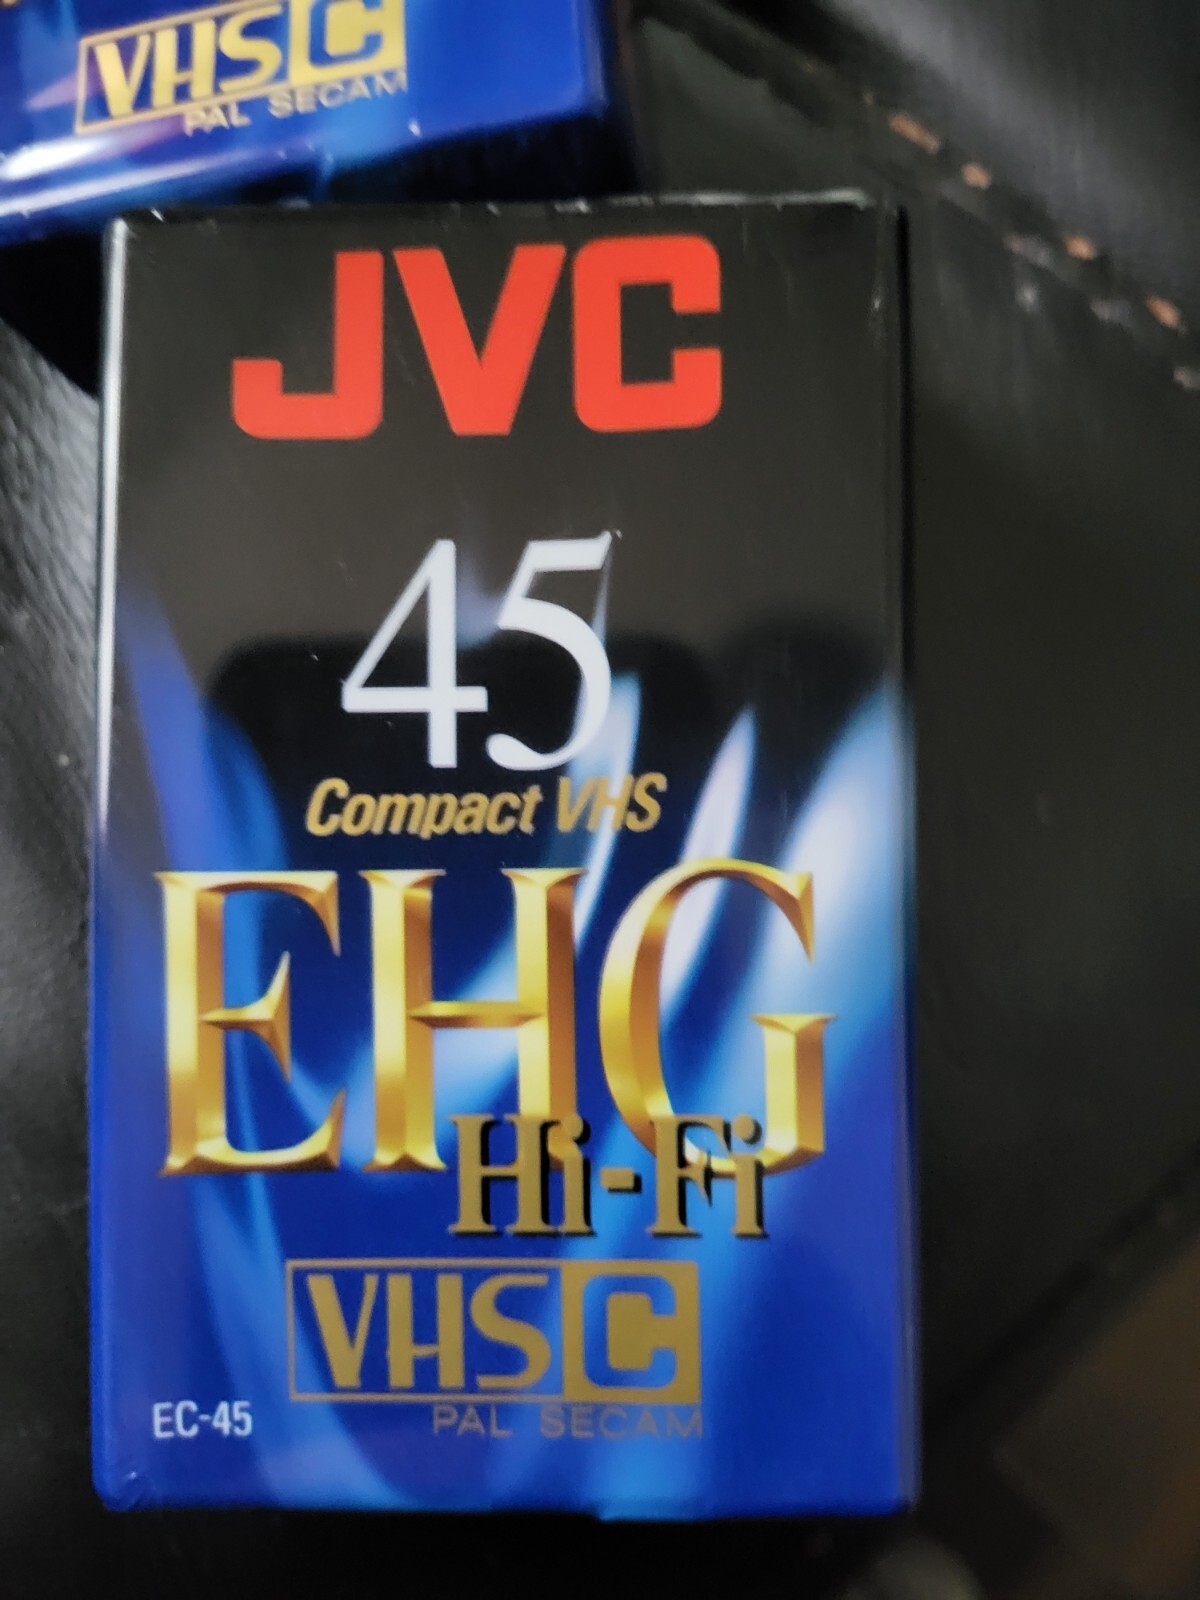 VHS C
PAL SECAM
JVC
45
Compact VHS
EHG
Hi-Fi
VHS C
PAL SECAM
EC-45